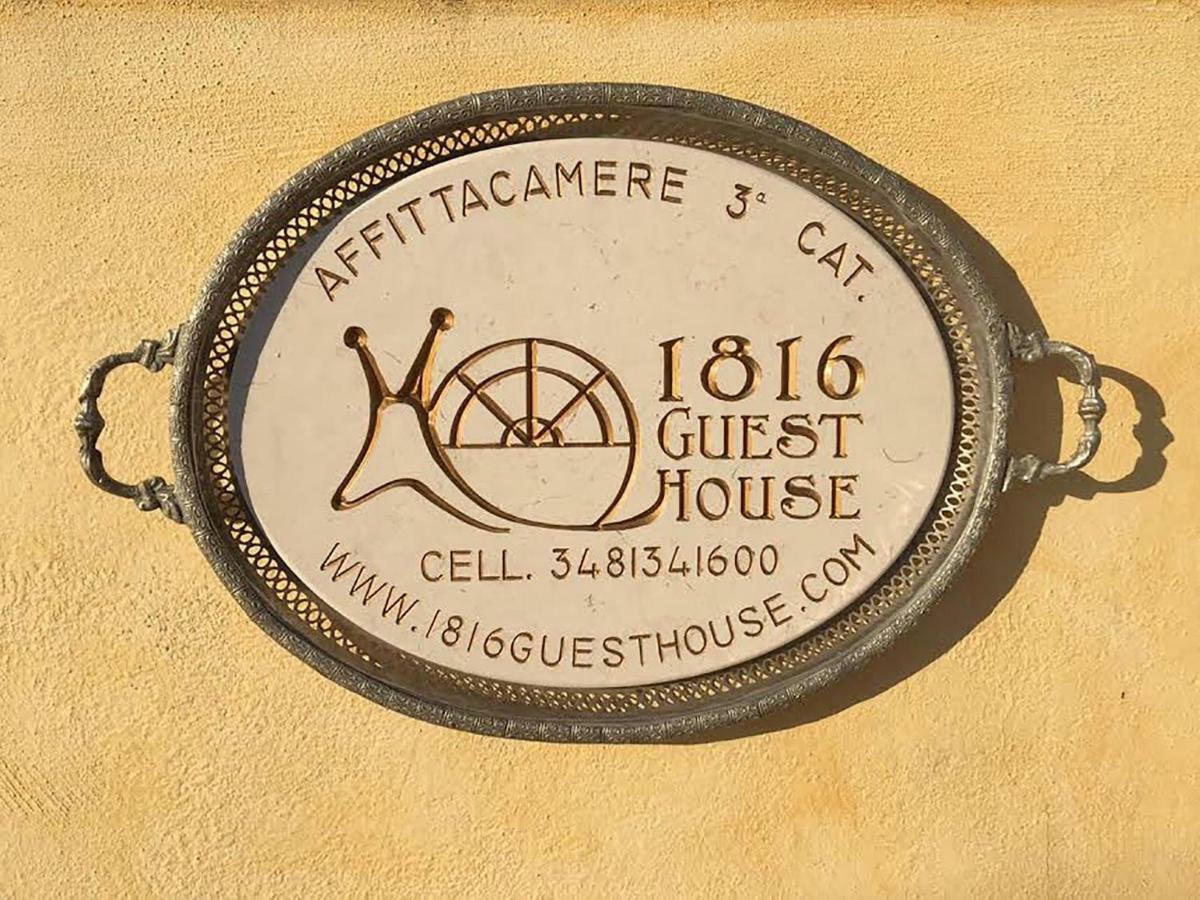 AFFITTACAMERE 3ª CAT.
1816
GUEST
HOUSE
CELL. 3481341600
WWW.1816GUESTHOUSE.COM